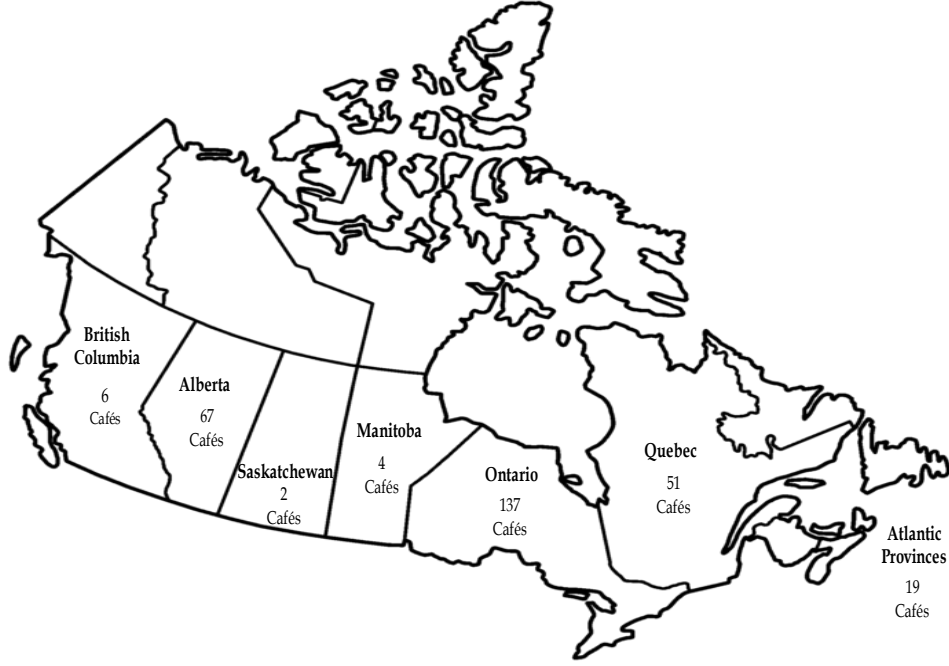 British
Columbia
6
Cafés
Alberta
67
Cafés
Saskatchewan
2
Cafés
Manitoba
4
Cafés
Ontario
137
Cafés
Quebec
51
Cafés
Atlantic
Provinces
19
Cafés